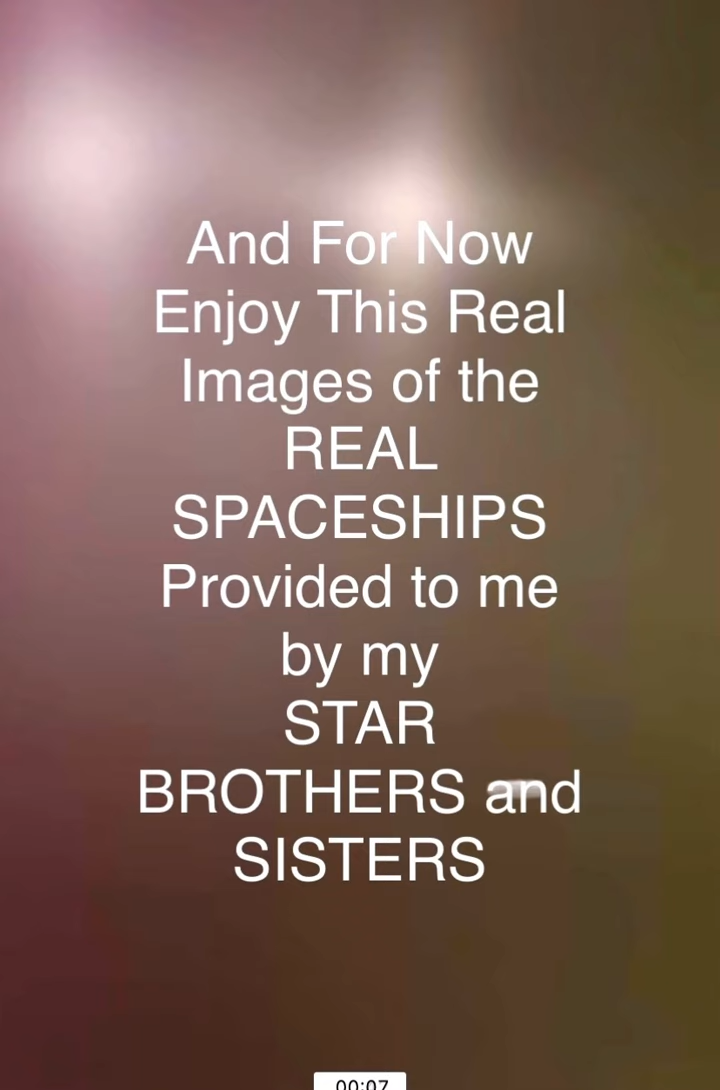 And For Now
Enjoy This Real
Images of the
REAL
SPACESHIPS
Provided to me
by my
STAR
BROTHERS and
SISTERS
00:07